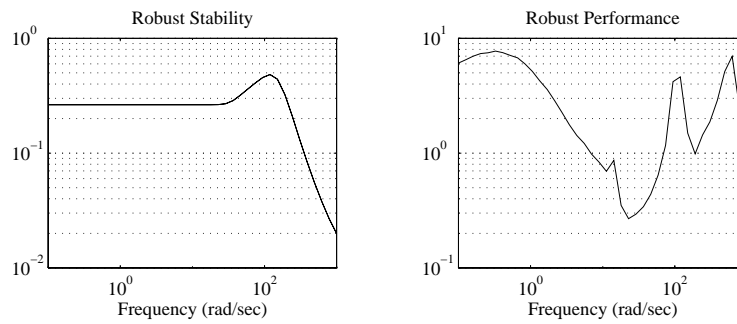 Robust Stability
10^0
10^-1
10^-2
10^0
10^2
Frequency (rad/sec)
Robust Performance
10^1
10^0
10^-1
10^0
10^2
Frequency (rad/sec)